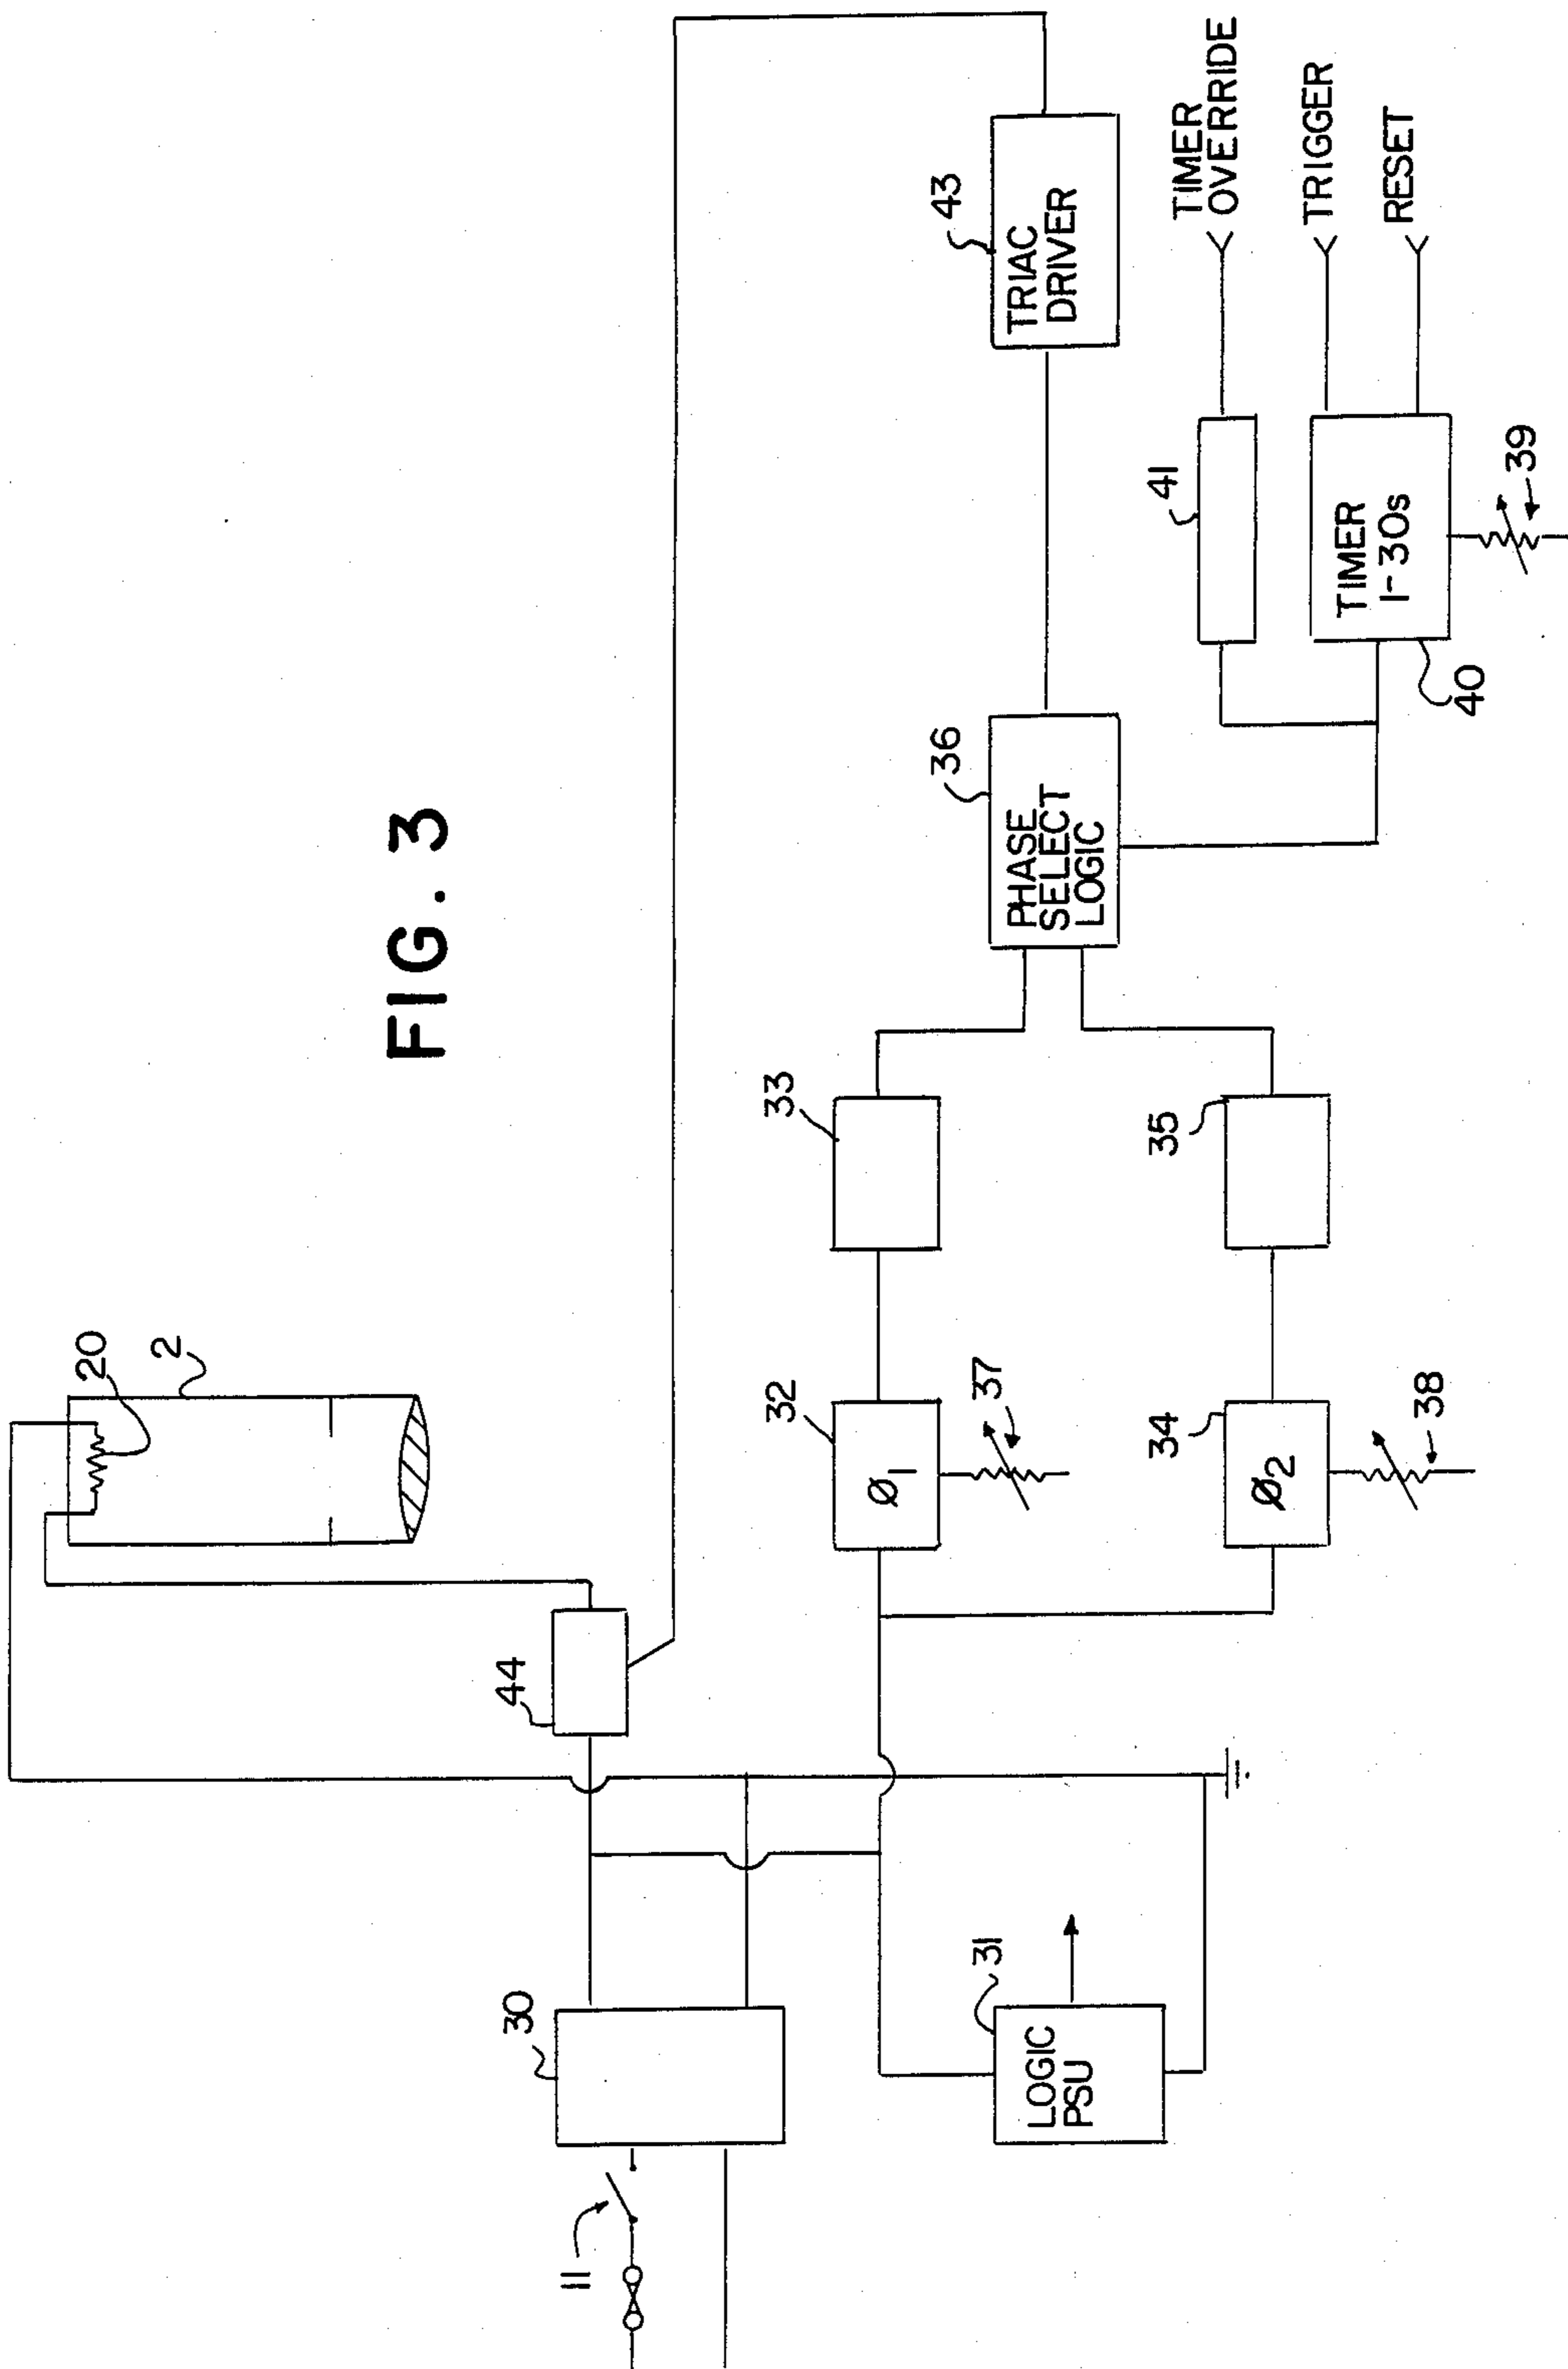 FIG. 3
20
2
44
30
11
LOGIC
PSU
31
32
Ø1
37
33
34
Ø2
38
35
36
PHASE
SELECT
LOGIC
43
TRIAC
DRIVER
41
TIMER
OVERRIDE
TIMER
1-30s
TRIGGER
RESET
40
39